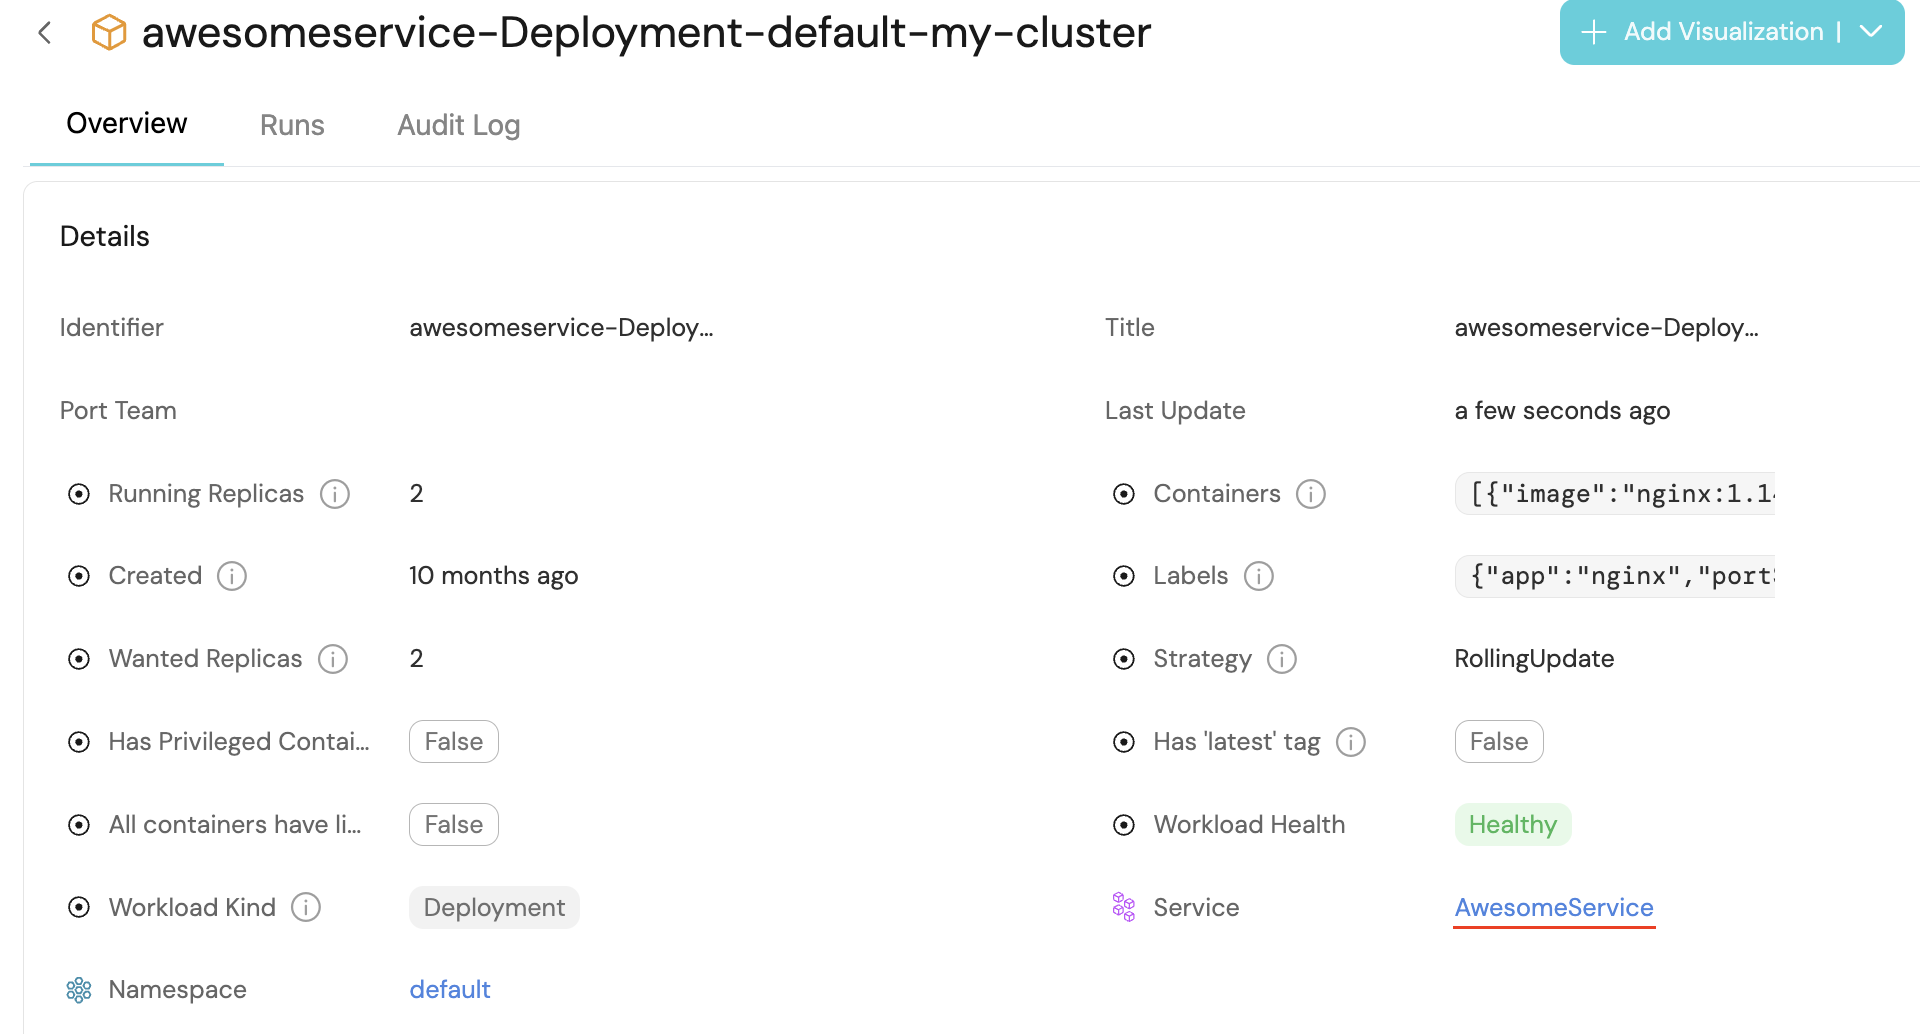 awesomeservice-Deployment-default-my-cluster
Add Visualization |
Overview Runs Audit Log
Details
Identifier awesomeservice-Deploy... Title awesomeservice-Deploy...
Port Team Last Update a few seconds ago
Running Replicas 2 Containers [{"image":"nginx:1.14
Created 10 months ago Labels {"app":"nginx","port
Wanted Replicas 2 Strategy RollingUpdate
Has Privileged Contai... False Has 'latest' tag False
All containers have li... False Workload Health Healthy
Workload Kind Deployment Service AwesomeService
Namespace default